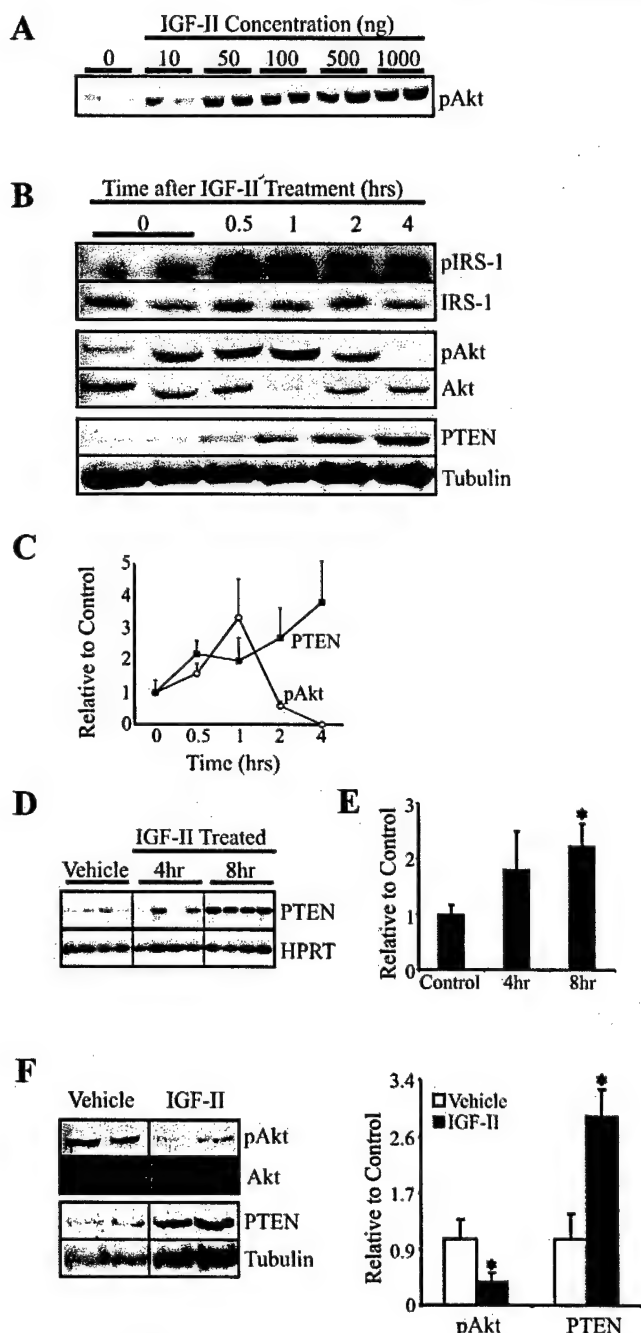 A
IGF-II Concentration (ng)
0 10 50 100 500 1000
pAkt
B
Time after IGF-II Treatment (hrs)
0 0.5 1 2 4
pIRS-1
IRS-1
pAkt
Akt
PTEN
Tubulin
C
Relative to Control
5
4
3
2
1
0
PTEN
pAkt
0 0.5 1 2 4
Time (hrs)
D
IGF-II Treated
Vehicle 4hr 8hr
PTEN
HPRT
E
Relative to Control
3
2
1
0
*
Control 4hr 8hr
F
Vehicle IGF-II
pAkt
Akt
PTEN
Tubulin
Relative to Control
3.4
2.6
1.7
0.9
0
Vehicle
IGF-II
*
*
pAkt PTEN